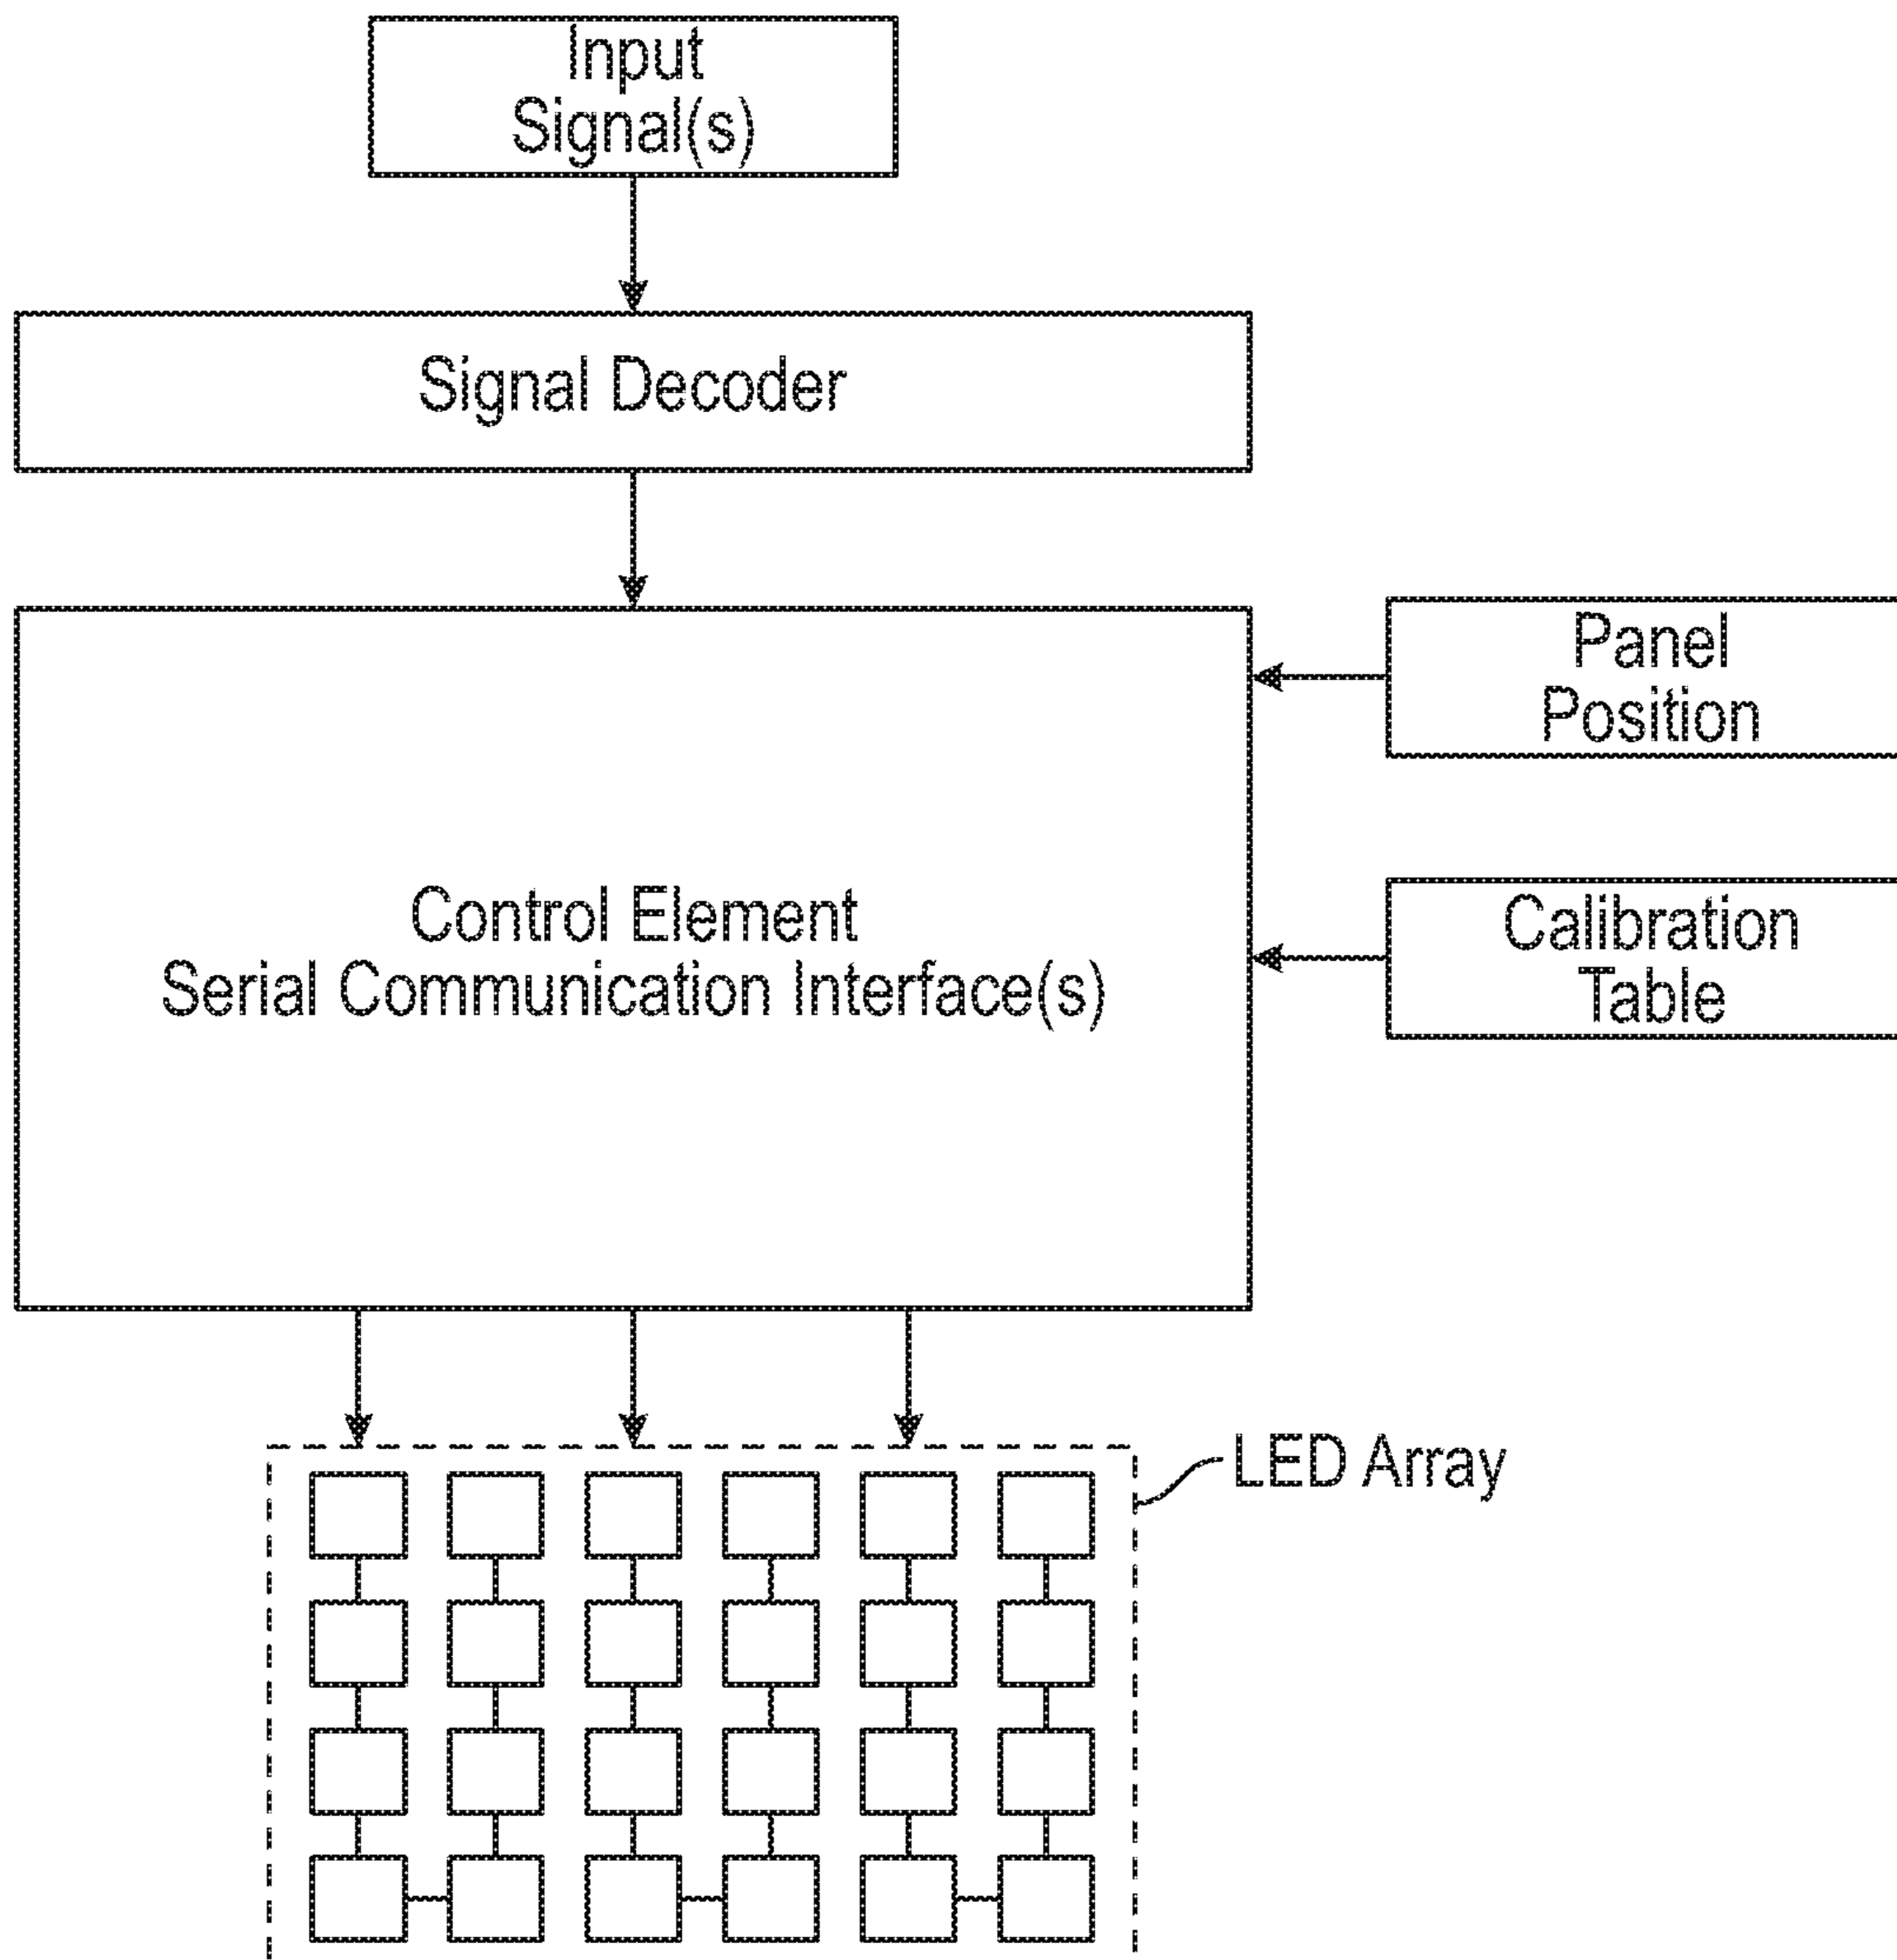 Input
Signal(s)
Signal Decoder
Panel
Position
Control Element
Serial Communication Interface(s)
Calibration
Table
LED Array